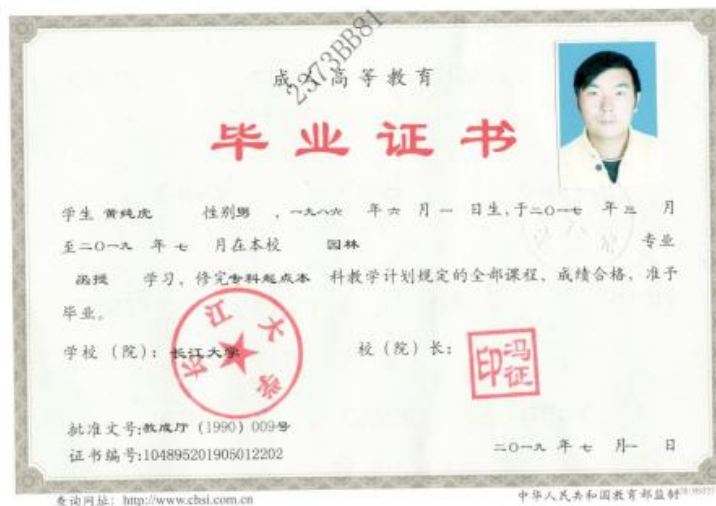 2373BB81
成人高等教育
毕业证书
学生 黄纯虎 性别男 ，一九八六 年 六 月 一 日生，于二〇一七 年 三 月
至二〇一九 年 七 月在本校 园林 专业
函授 学习，修完专科起点本 科教学计划规定的全部课程，成绩合格，准予
毕业。
学校（院）：长江大学 校（院）长：
长江大学
冯征印
批准文号:教成厅 (1990) 009号
证书编号:104895201905012202
二〇一九 年 七 月一 日
查询网址：http://www.chsi.com.cn
中华人民共和国教育部监制